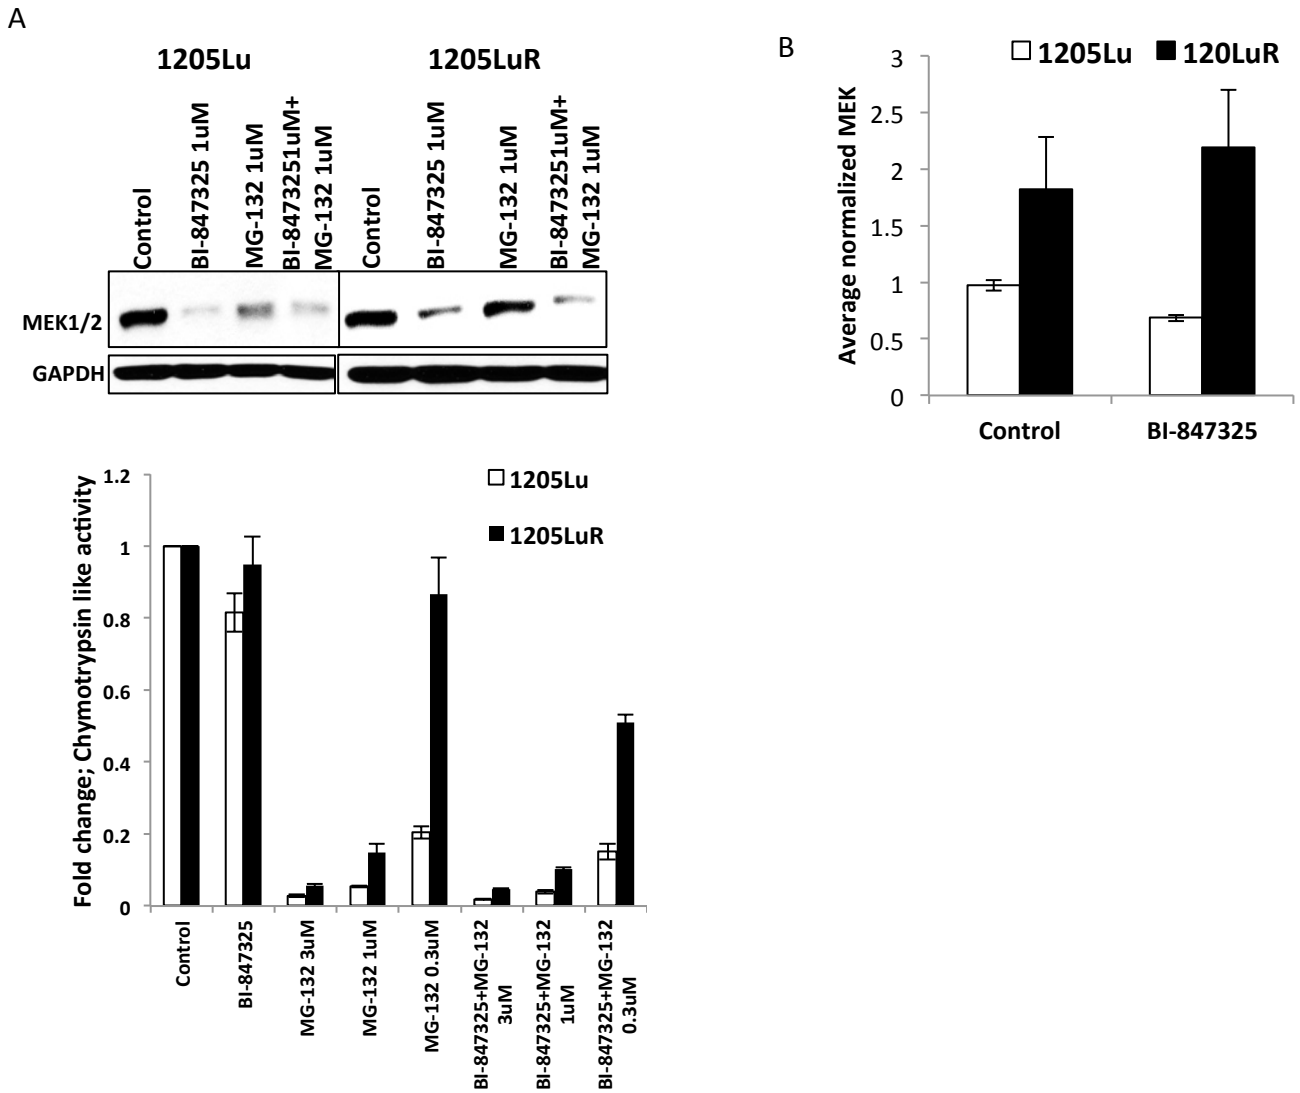 A
1205Lu
1205LuR
Control
BI-847325 1uM
MG-132 1uM
BI-8473251uM+
MG-132 1uM
Control
BI-847325 1uM
MG-132 1uM
BI-8473251uM+
MG-132 1uM
MEK1/2
GAPDH
B
1205Lu
120LuR
Average normalized MEK
3
2.5
2
1.5
1
0.5
0
Control
BI-847325
1205Lu
1205LuR
Fold change; Chymotrypsin like activity
1.2
1
0.8
0.6
0.4
0.2
0
Control
BI-847325
MG-132 3uM
MG-132 1uM
MG-132 0.3uM
BI-847325+MG-132
3uM
BI-847325+MG-132
1uM
BI-847325+MG-132
0.3uM